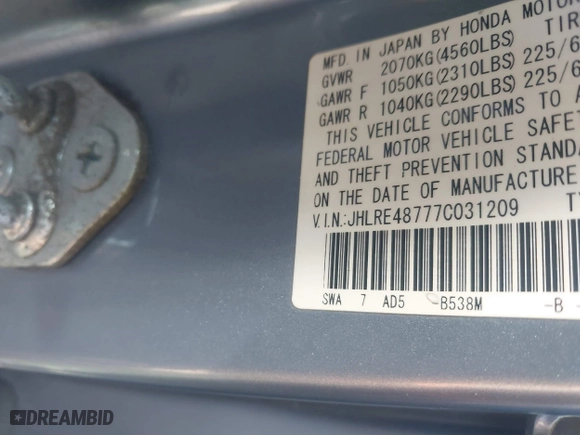 MFD. IN JAPAN BY HONDA MOTOR
GVWR 2070KG(4560LBS) TIR
GAWR F 1050KG(2310LBS) 225/6
GAWR R 1040KG(2290LBS) 225/6
THIS VEHICLE CONFORMS TO A
FEDERAL MOTOR VEHICLE SAFE
AND THEFT PREVENTION STANDA
ON THE DATE OF MANUFACTURE
V.I.N.:JHLRE48777C031209 T
SWA 7 AD5 B538M -B -
DREAMBID